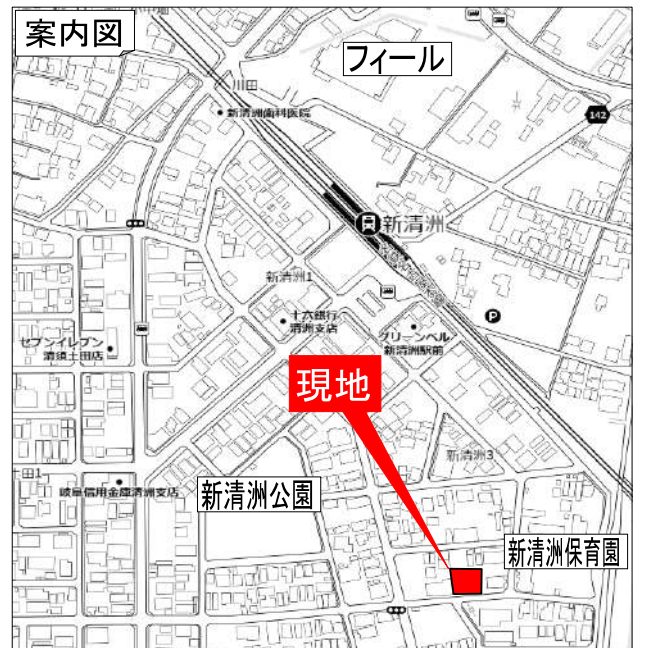 案内図
フィール
川田
新清洲歯科医院
142
新清洲
新清洲1
十六銀行
清洲支店
グリーンベル
新清洲駅前
P
セブンイレブン
清須土田店
現地
新清洲3
田1
岐阜信用金庫清洲支店
新清洲公園
新清洲保育園